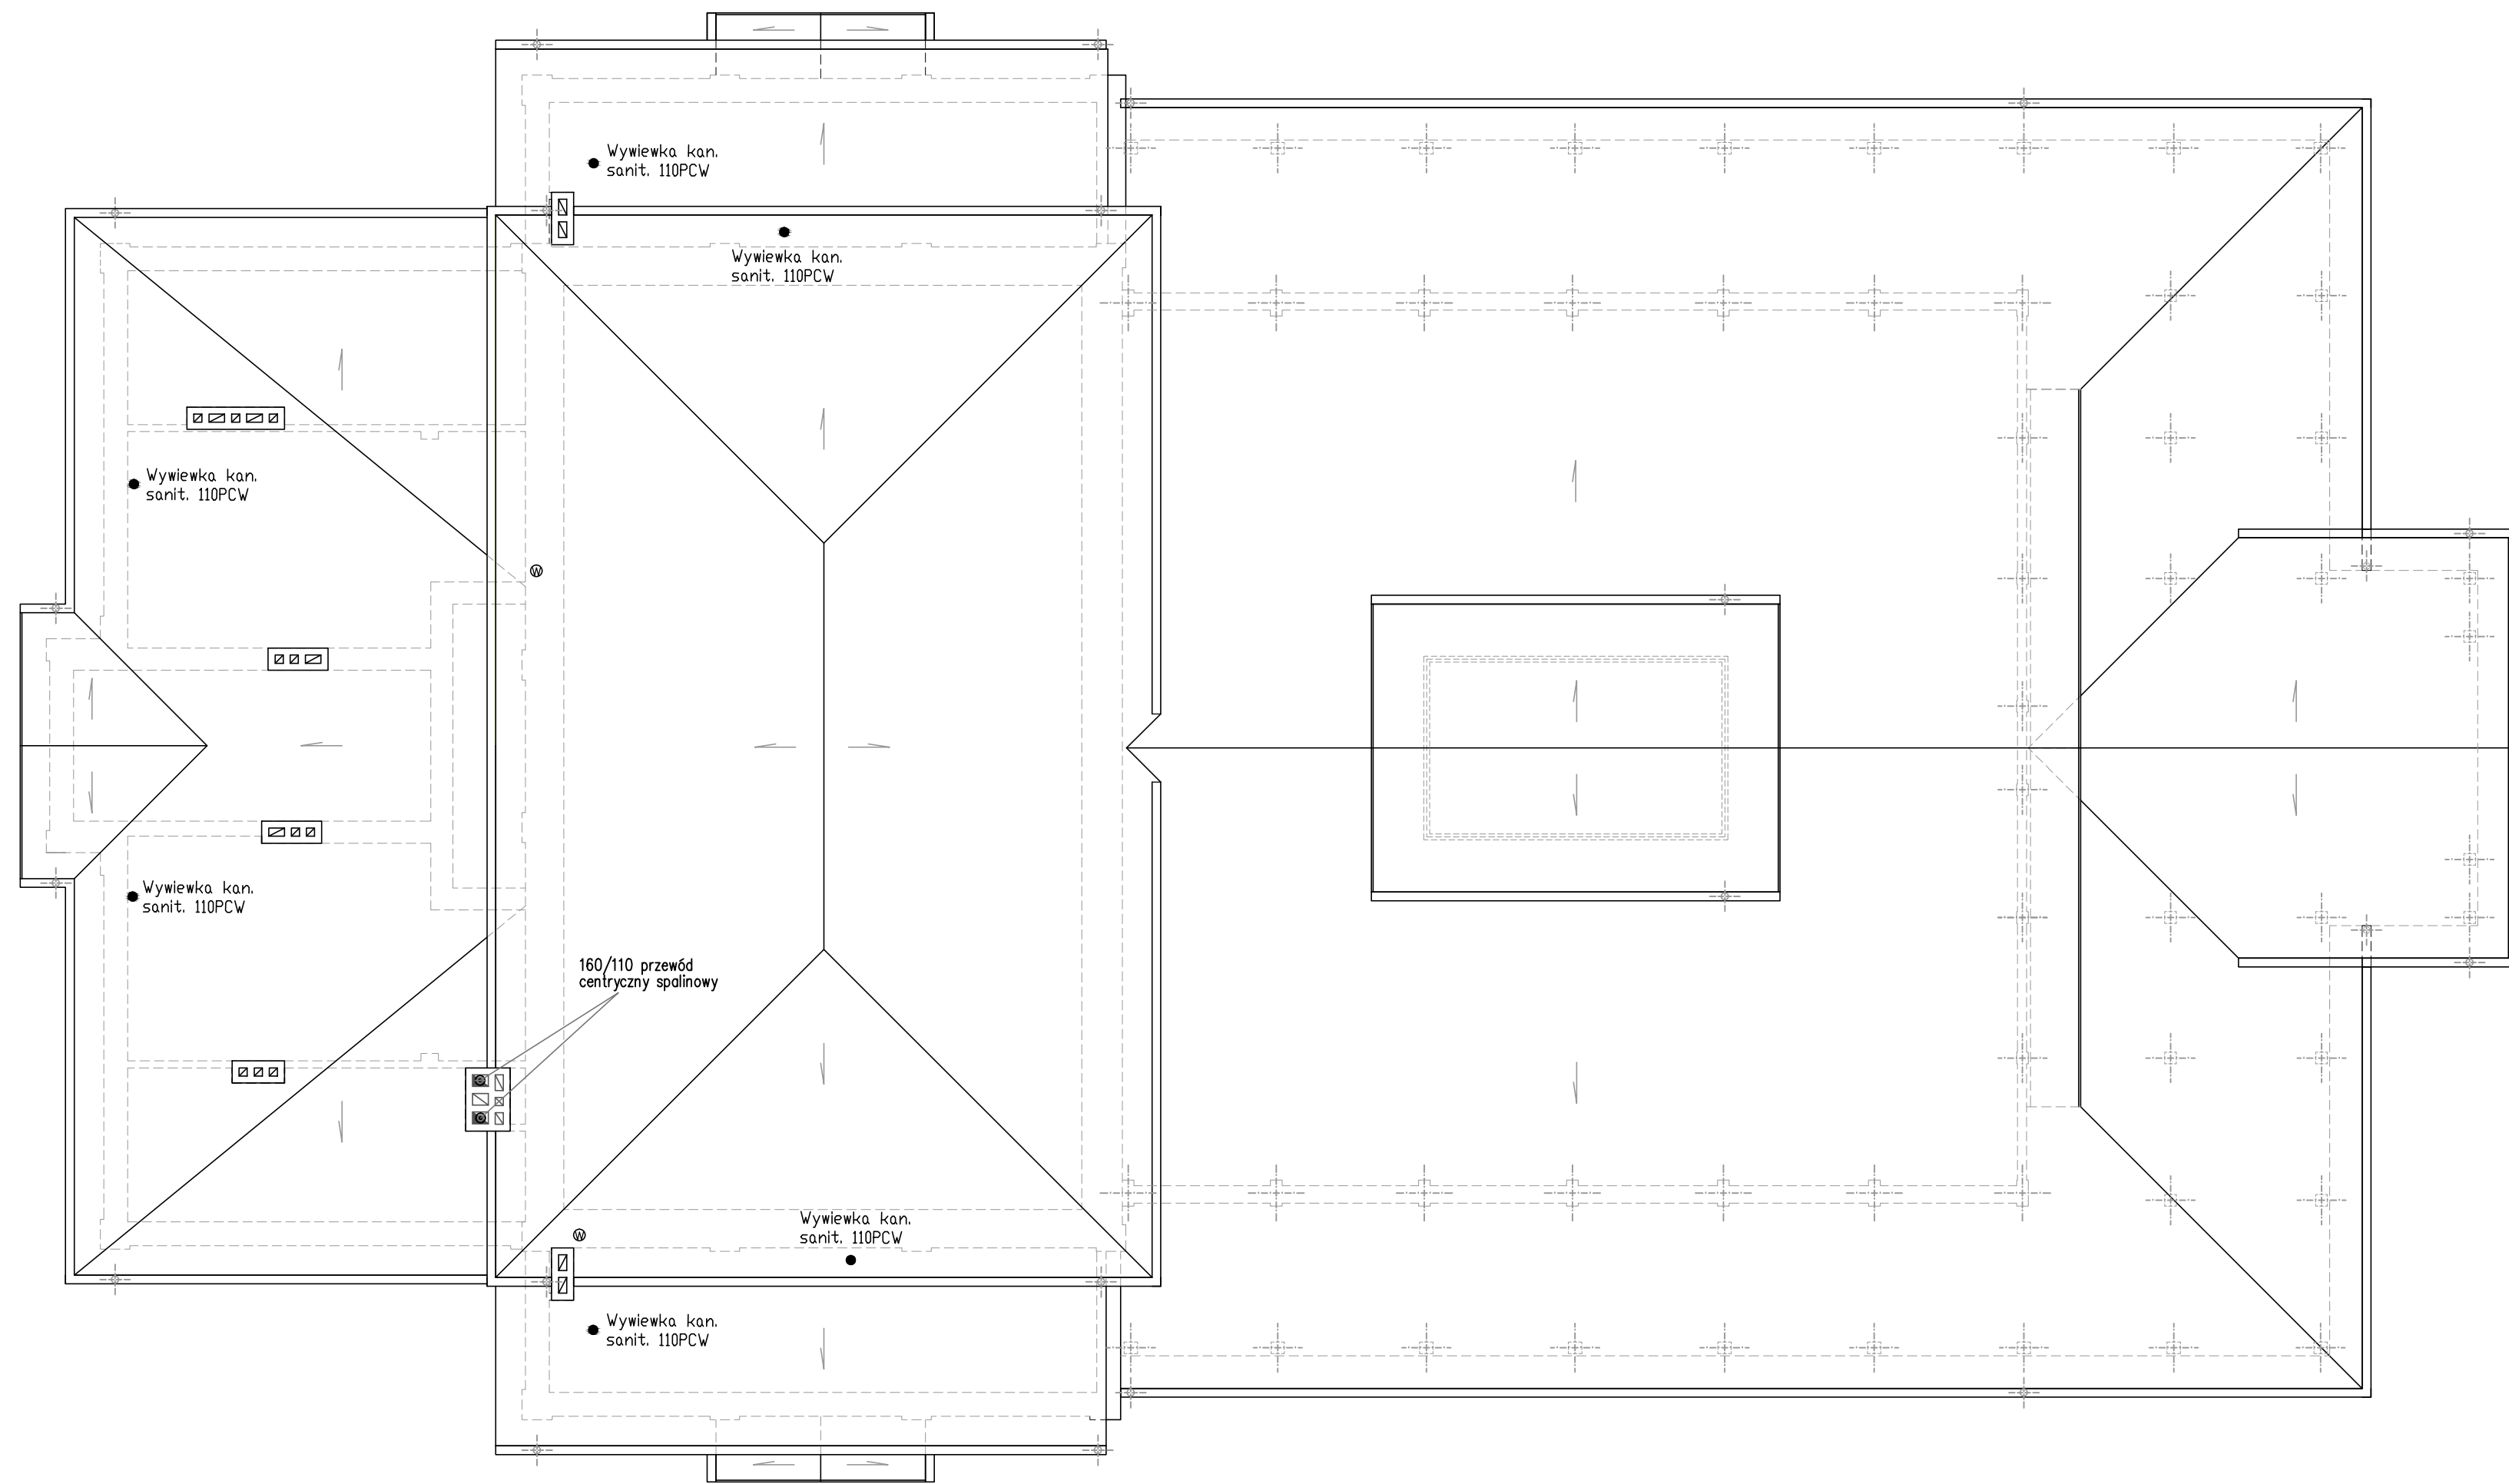 Wywiewka kan.
sanit. 110PCW
Wywiewka kan.
sanit. 110PCW
Wywiewka kan.
sanit. 110PCW
W
Wywiewka kan.
sanit. 110PCW
160/110 przewód
centryczny spalinowy
Wywiewka kan.
sanit. 110PCW
W
Wywiewka kan.
sanit. 110PCW